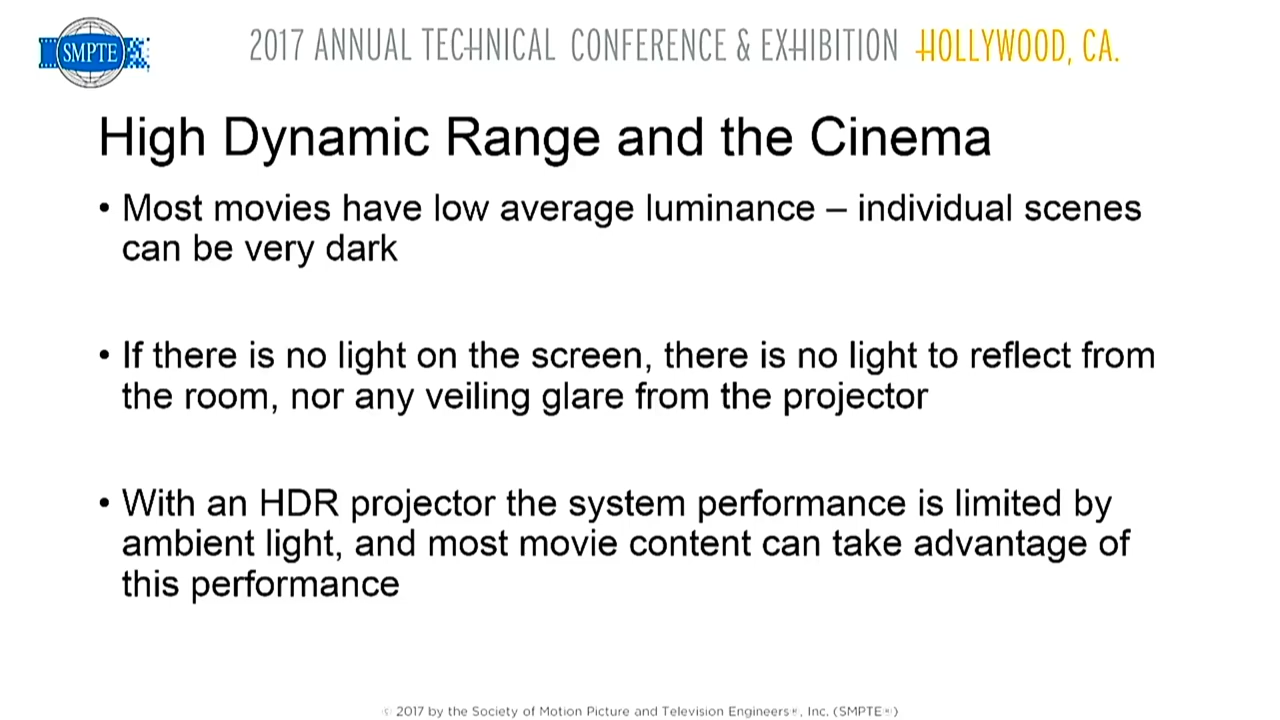 SMPTE
2017 ANNUAL TECHNICAL CONFERENCE & EXHIBITION HOLLYWOOD, CA.
High Dynamic Range and the Cinema
• Most movies have low average luminance – individual scenes
can be very dark
• If there is no light on the screen, there is no light to reflect from
the room, nor any veiling glare from the projector
• With an HDR projector the system performance is limited by
ambient light, and most movie content can take advantage of
this performance
© 2017 by the Society of Motion Picture and Television Engineers®, Inc. (SMPTE®)